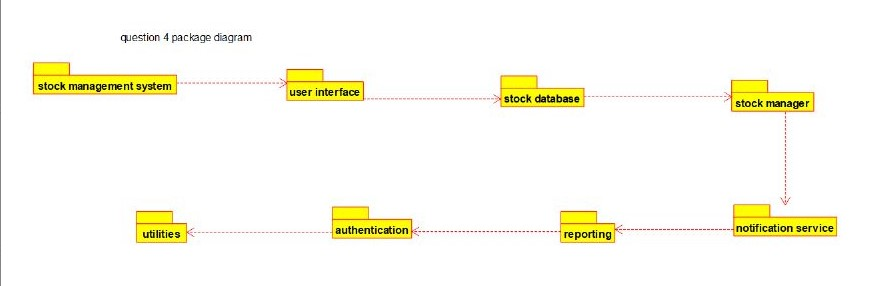 question 4 package diagram
stock management system
user interface
stock database
stock manager
utilities
authentication
reporting
notification service